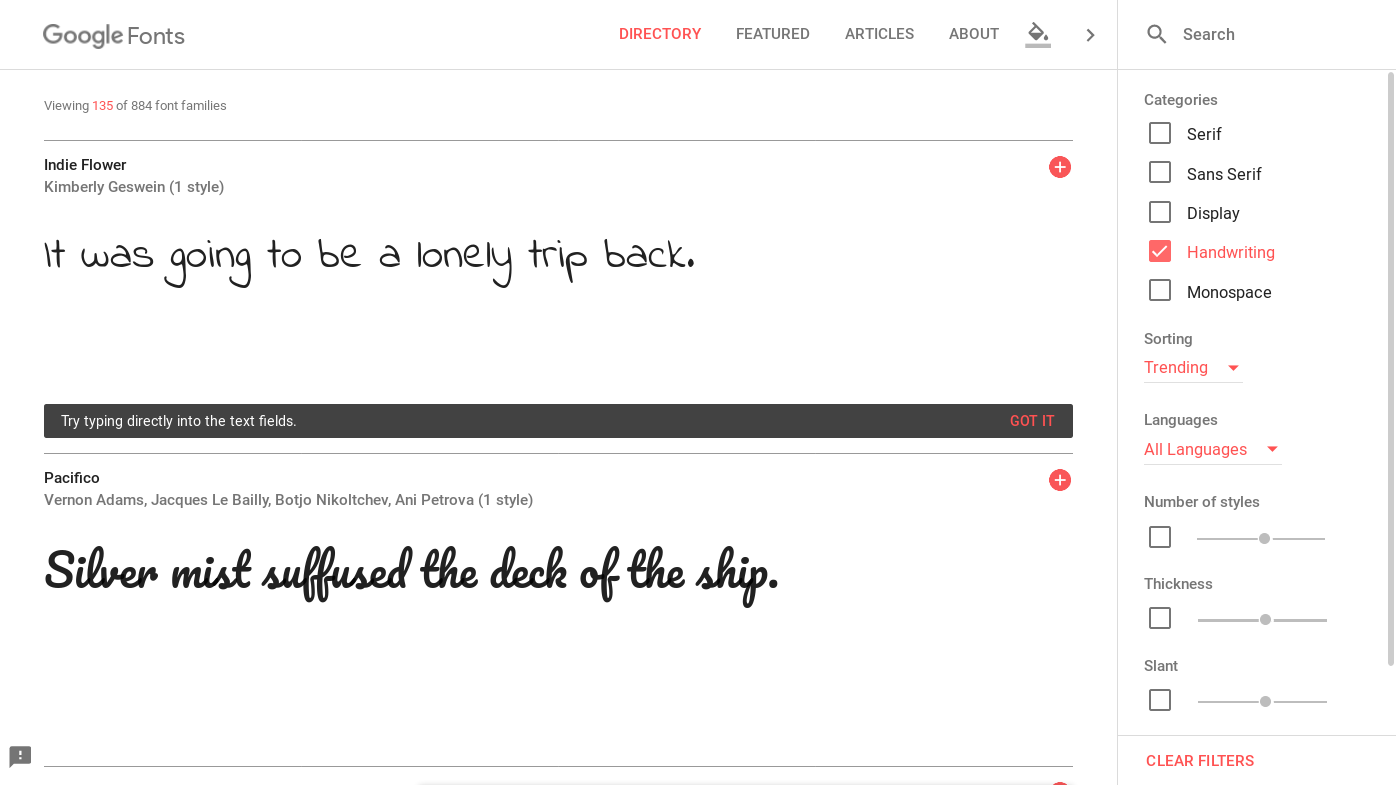 Google Fonts
DIRECTORY FEATURED ARTICLES ABOUT
Search
Viewing 135 of 884 font families
Indie Flower
Kimberly Geswein (1 style)
It was going to be a lonely trip back.
Try typing directly into the text fields. GOT IT
Pacifico
Vernon Adams, Jacques Le Bailly, Botjo Nikoltchev, Ani Petrova (1 style)
Silver mist suffused the deck of the ship.
Categories
Serif
Sans Serif
Display
Handwriting
Monospace
Sorting
Trending
Languages
All Languages
Number of styles
Thickness
Slant
CLEAR FILTERS